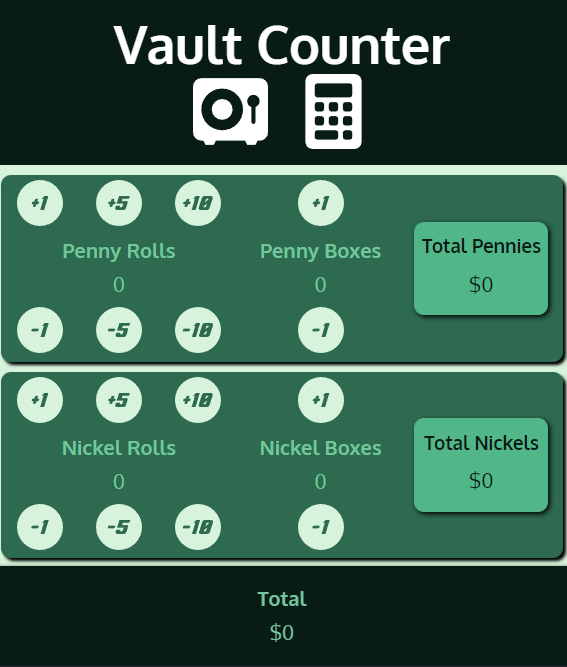 Vault Counter
+1 +5 +10 +1
Penny Rolls Penny Boxes
0 0
-1 -5 -10 -1
Total Pennies
$0
+1 +5 +10 +1
Nickel Rolls Nickel Boxes
0 0
-1 -5 -10 -1
Total Nickels
$0
Total
$0